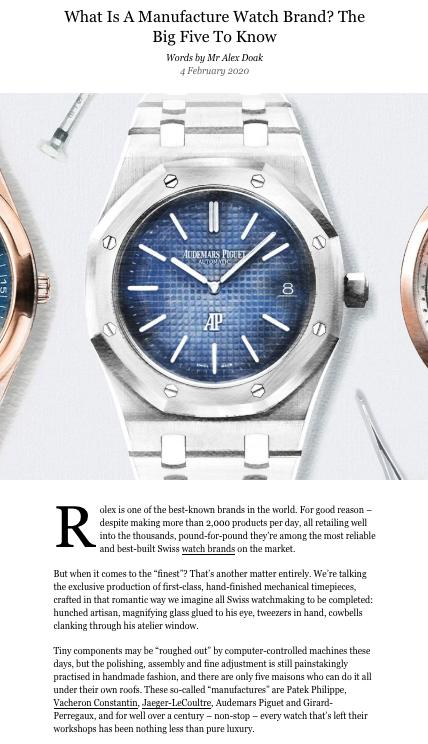 What Is A Manufacture Watch Brand? The
Big Five To Know
Words by Mr Alex Doak
4 February 2020
AUDEMARS PIGUET
AUTOMATIC
8
AP
15
Rolex is one of the best-known brands in the world. For good reason –
despite making more than 2,000 products per day, all retailing well
into the thousands, pound-for-pound they're among the most reliable
and best-built Swiss watch brands on the market.
But when it comes to the “finest”? That's another matter entirely. We're talking
the exclusive production of first-class, hand-finished mechanical timepieces,
crafted in that romantic way we imagine all Swiss watchmaking to be completed:
hunched artisan, magnifying glass glued to his eye, tweezers in hand, cowbells
clanking through his atelier window.
Tiny components may be “roughed out” by computer-controlled machines these
days, but the polishing, assembly and fine adjustment is still painstakingly
practised in handmade fashion, and there are only five maisons who can do it all
under their own roofs. These so-called “manufactures” are Patek Philippe,
Vacheron Constantin, Jaeger-LeCoultre, Audemars Piguet and Girard-
Perregaux, and for well over a century – non-stop – every watch that's left their
workshops has been nothing less than pure luxury.